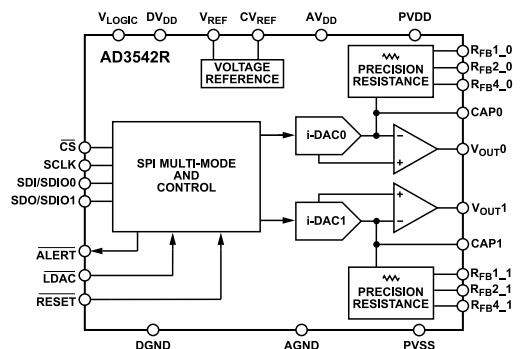 VLOGIC DVDD VREF CVREF AVDD PVDD
AD3542R
VOLTAGE
REFERENCE
PRECISION
RESISTANCE
RFB1_0
RFB2_0
RFB4_0
CAP0
VOUT0
i-DAC0
CS
SCLK
SDI/SDIO0
SDO/SDIO1
SPI MULTI-MODE
AND
CONTROL
i-DAC1
VOUT1
CAP1
ALERT
LDAC
RESET
PRECISION
RESISTANCE
RFB1_1
RFB2_1
RFB4_1
DGND AGND PVSS